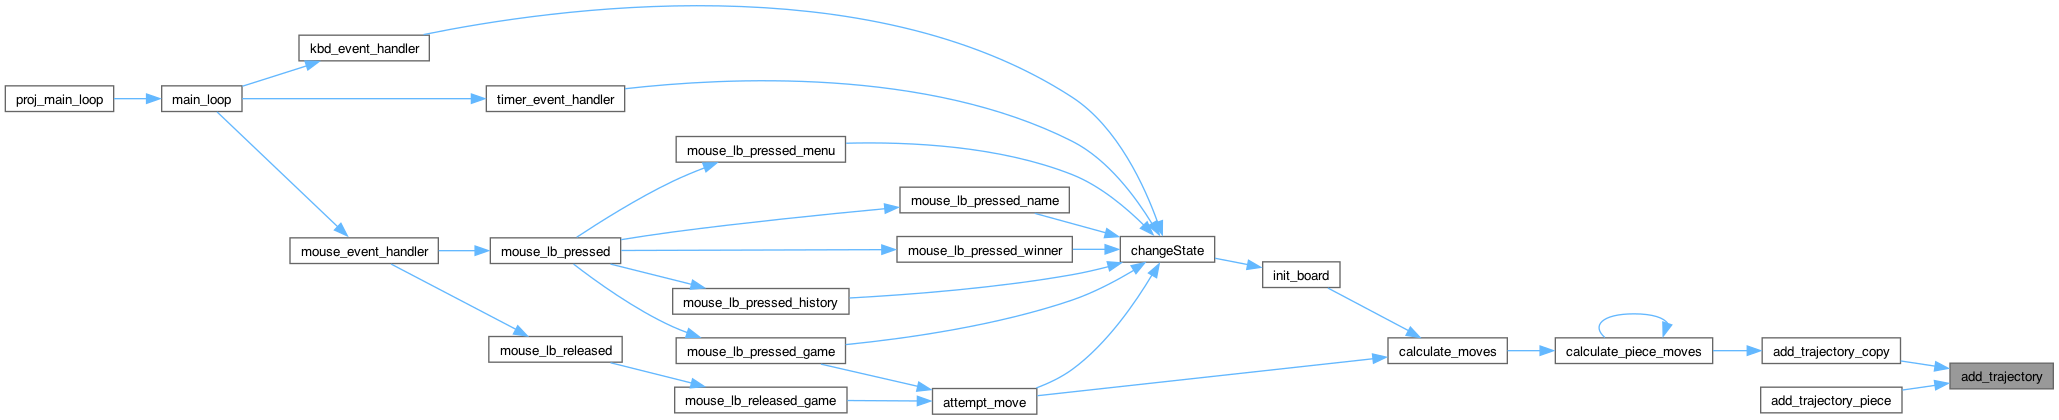 kbd_event_handler
proj_main_loop
main_loop
timer_event_handler
mouse_lb_pressed_menu
mouse_lb_pressed_name
mouse_event_handler
mouse_lb_pressed
mouse_lb_pressed_winner
changeState
init_board
mouse_lb_pressed_history
mouse_lb_released
mouse_lb_pressed_game
calculate_moves
calculate_piece_moves
add_trajectory_copy
add_trajectory
mouse_lb_released_game
attempt_move
add_trajectory_piece